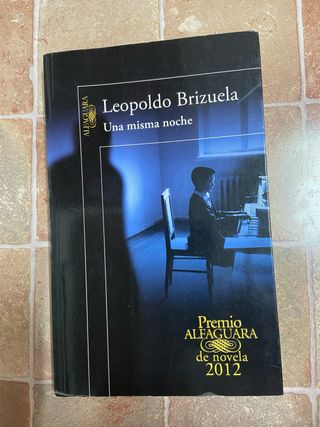 ALFAGUARA
Leopoldo Brizuela
Una misma noche
Premio
ALFAGUARA
de novela
2012